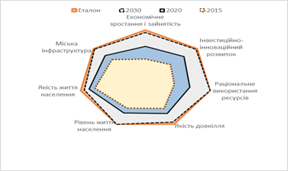 Еталон 2030 2020 2015
Економічне
зростання і зайнятість
Інвестиційно-
інноваційний
розвиток
Раціональне
використання
ресурсів
Якість довкілля
Рівень життя
населення
Якість життя
населення
Міська
інфраструктура